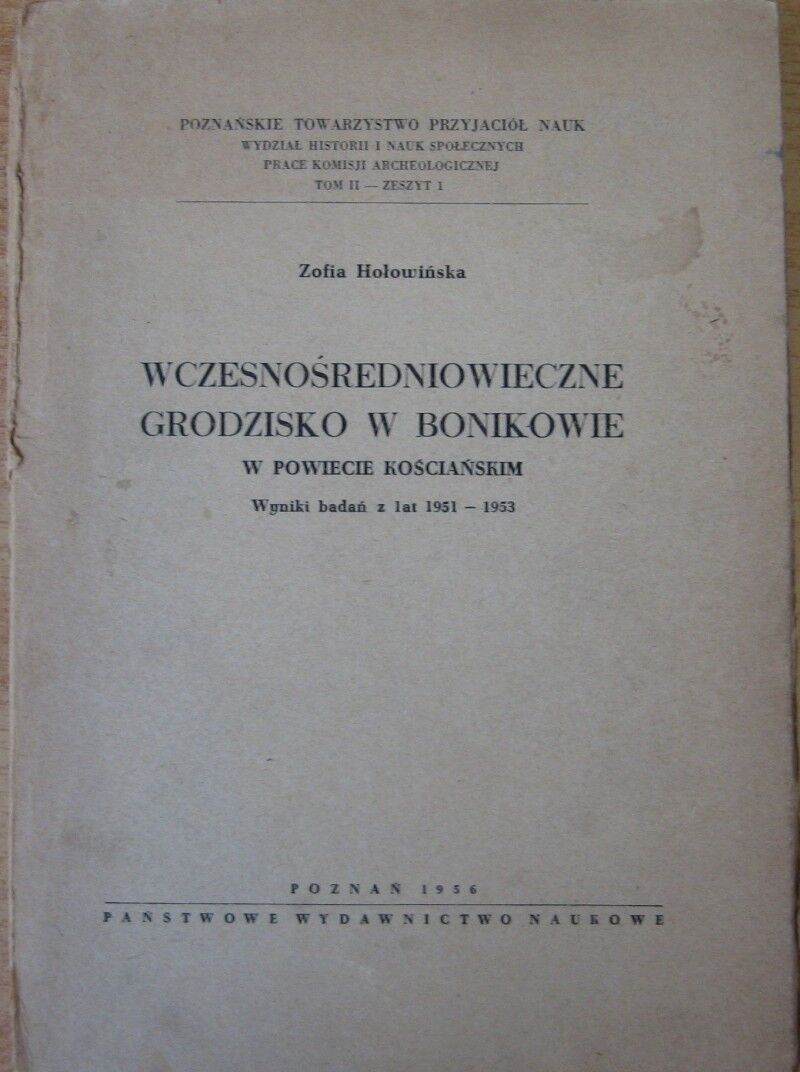 POZNAŃSKIE TOWARZYSTWO PRZYJACIÓŁ NAUK
WYDZIAŁ HISTORII I NAUK SPOŁECZNYCH
PRACE KOMISJI ARCHEOLOGICZNEJ
TOM II — ZESZYT 1
Zofia Hołowińska
WCZESNOŚREDNIOWIECZNE
GRODZISKO W BONIKOWIE
W POWIECIE KOŚCIAŃSKIM
Wyniki badań z lat 1951 – 1953
POZNAŃ 1956
PAŃSTWOWE WYDAWNICTWO NAUKOWE